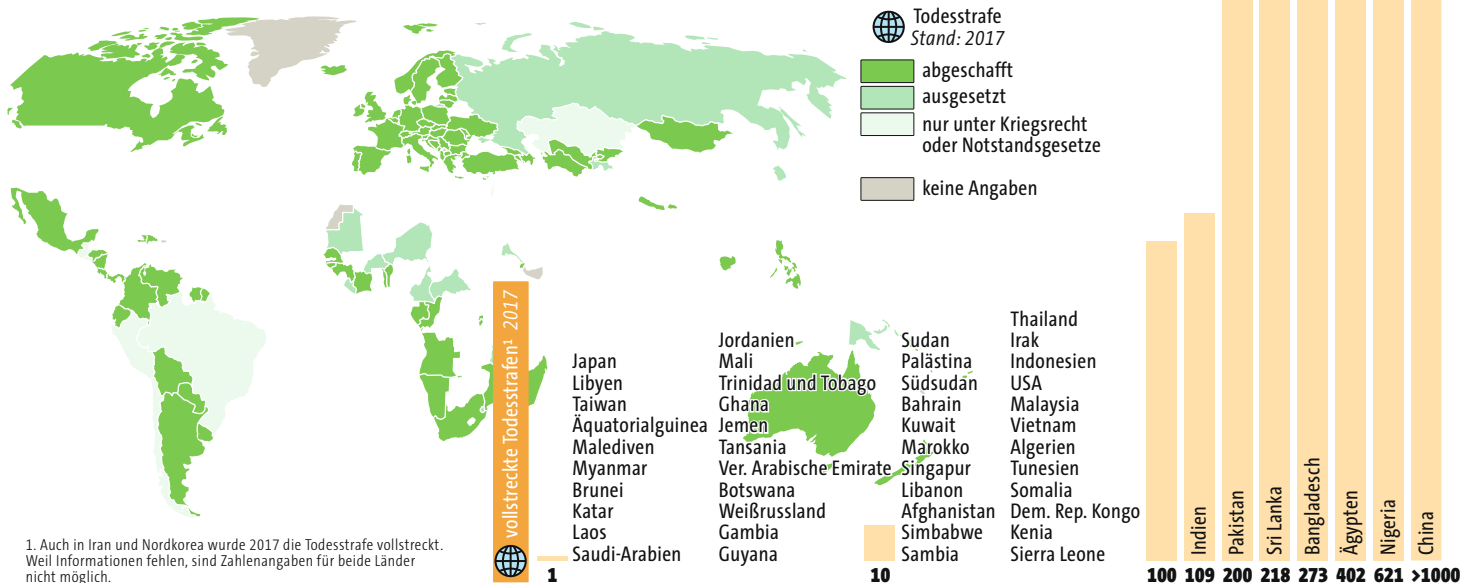 Todesstrafe
Stand: 2017
abgeschafft
ausgesetzt
nur unter Kriegsrecht
oder Notstandsgesetze
keine Angaben
vollstreckte Todesstrafen¹ 2017
Japan
Libyen
Taiwan
Äquatorialguinea
Malediven
Myanmar
Brunei
Katar
Laos
Saudi-Arabien
1
Jordanien
Mali
Trinidad und Tobago
Ghana
Jemen
Tansania
Ver. Arabische Emirate
Botswana
Weißrussland
Gambia
Guyana
Sudan
Palästina
Südsudan
Bahrain
Kuwait
Marokko
Singapur
Libanon
Afghanistan
Simbabwe
Sambia
10
Thailand
Irak
Indonesien
USA
Malaysia
Vietnam
Algerien
Tunesien
Somalia
Dem. Rep. Kongo
Kenia
Sierra Leone
100
Indien
109
Pakistan
200
Sri Lanka
218
Bangladesch
273
Ägypten
402
Nigeria
621
China
>1000
1. Auch in Iran und Nordkorea wurde 2017 die Todesstrafe vollstreckt.
Weil Informationen fehlen, sind Zahlenangaben für beide Länder
nicht möglich.